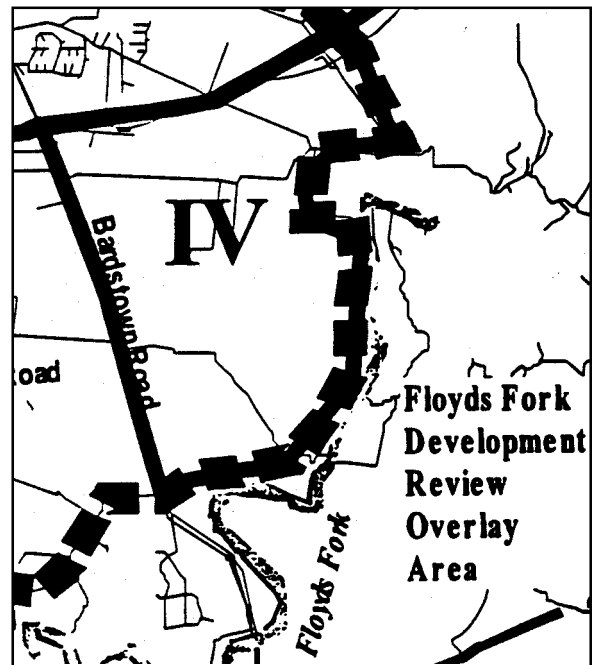 IV
Bardstown Road
oad
Floyds Fork
Development
Review
Overlay
Area
Floyds Fork